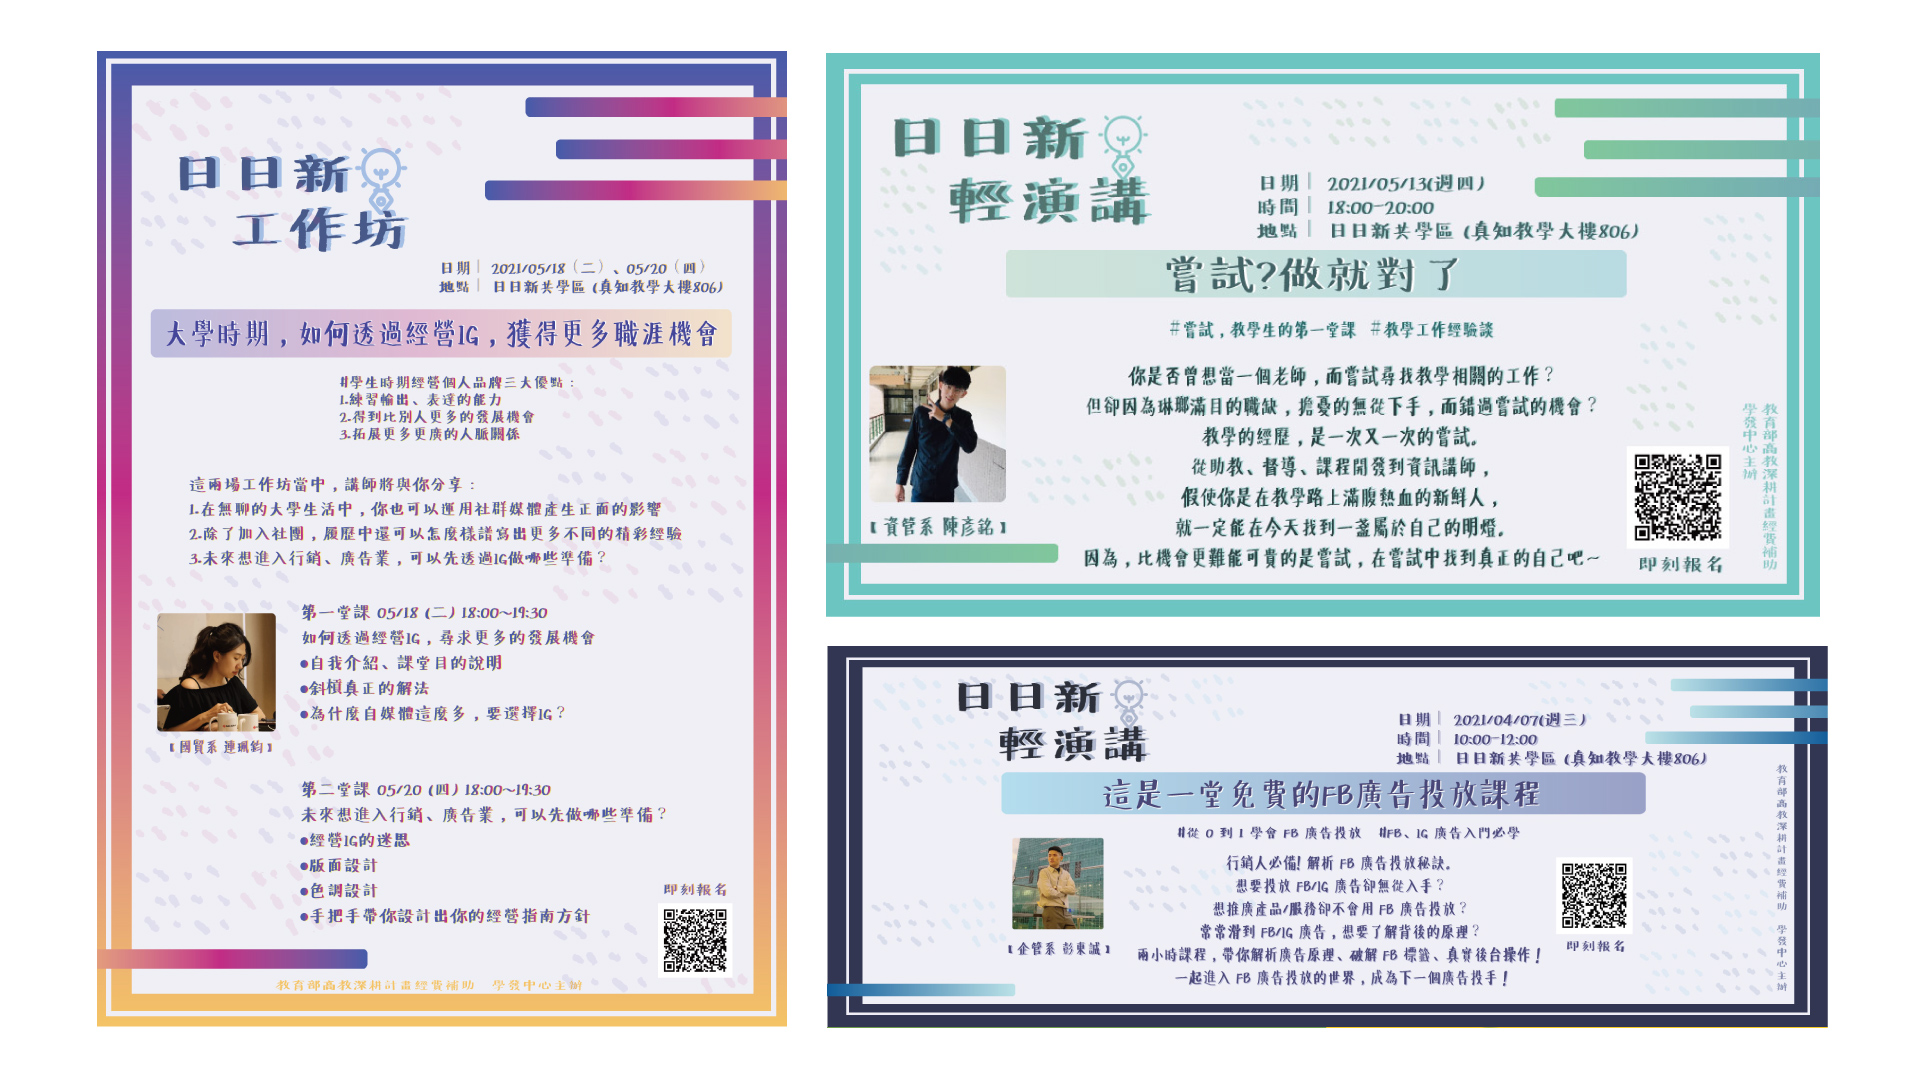 日日新
工作坊
日期｜ 2021/05/18（二）、05/20（四）
地點｜ 日日新共學區 (真知教學大樓806)
大學時期，如何透過經營IG，獲得更多職涯機會
#學生時期經營個人品牌三大優點：
1.練習輸出、表達的能力
2.得到比別人更多的發展機會
3.拓展更多更廣的人脈關係
這兩場工作坊當中，講師將與你分享：
1.在無聊的大學生活中，你也可以運用社群媒體產生正面的影響
2.除了加入社團，履歷中還可以怎麼樣譜寫出更多不同的精彩經驗
3.未來想進入行銷、廣告業，可以先透過IG做哪些準備？
第一堂課 05/18 (二) 18:00~19:30
如何透過經營IG，尋求更多的發展機會
●自我介紹、課堂目的說明
●斜槓真正的解法
●為什麼自媒體這麼多，要選擇IG？
【國貿系 連珮鈞】
第二堂課 05/20 (四) 18:00~19:30
未來想進入行銷、廣告業，可以先做哪些準備？
●經營IG的迷思
●版面設計
●色調設計
●手把手帶你設計出你的經營指南方針
即刻報名
教育部高教深耕計畫經費補助 學發中心主辦
日日新
輕演講
日期｜ 2021/05/13(週四)
時間｜ 18:00-20:00
地點｜ 日日新共學區 (真知教學大樓806)
嘗試?做就對了
#嘗試，教學生的第一堂課 #教學工作經驗談
你是否曾想當一個老師，而嘗試尋找教學相關的工作？
但卻因為琳瑯滿目的職缺，擔憂的無從下手，而錯過嘗試的機會？
教學的經歷，是一次又一次的嘗試。
從助教、督導、課程開發到資訊講師，
假使你是在教學路上滿腹熱血的新鮮人，
就一定能在今天找到一盞屬於自己的明燈。
因為，比機會更難能可貴的是嘗試，在嘗試中找到真正的自己吧~
【資管系 陳彥銘】
即刻報名
教育部高教深耕計畫經費補助
學發中心主辦
日日新
輕演講
日期｜ 2021/04/07(週三)
時間｜ 10:00-12:00
地點｜ 日日新共學區 (真知教學大樓806)
這是一堂免費的FB廣告投放課程
#從 0 到 1 學會 FB 廣告投放 #FB、IG 廣告入門必學
行銷人必備! 解析 FB 廣告投放秘訣。
想要投放 FB/IG 廣告卻無從入手？
想推廣產品/服務卻不會用 FB 廣告投放？
常常滑到 FB/IG 廣告，想要了解背後的原理？
兩小時課程，帶你解析廣告原理、破解 FB 標籤、真實後台操作！
一起進入 FB 廣告投放的世界，成為下一個廣告投手！
【企管系 彭東誠】
即刻報名
教育部高教深耕計畫經費補助 學發中心主辦